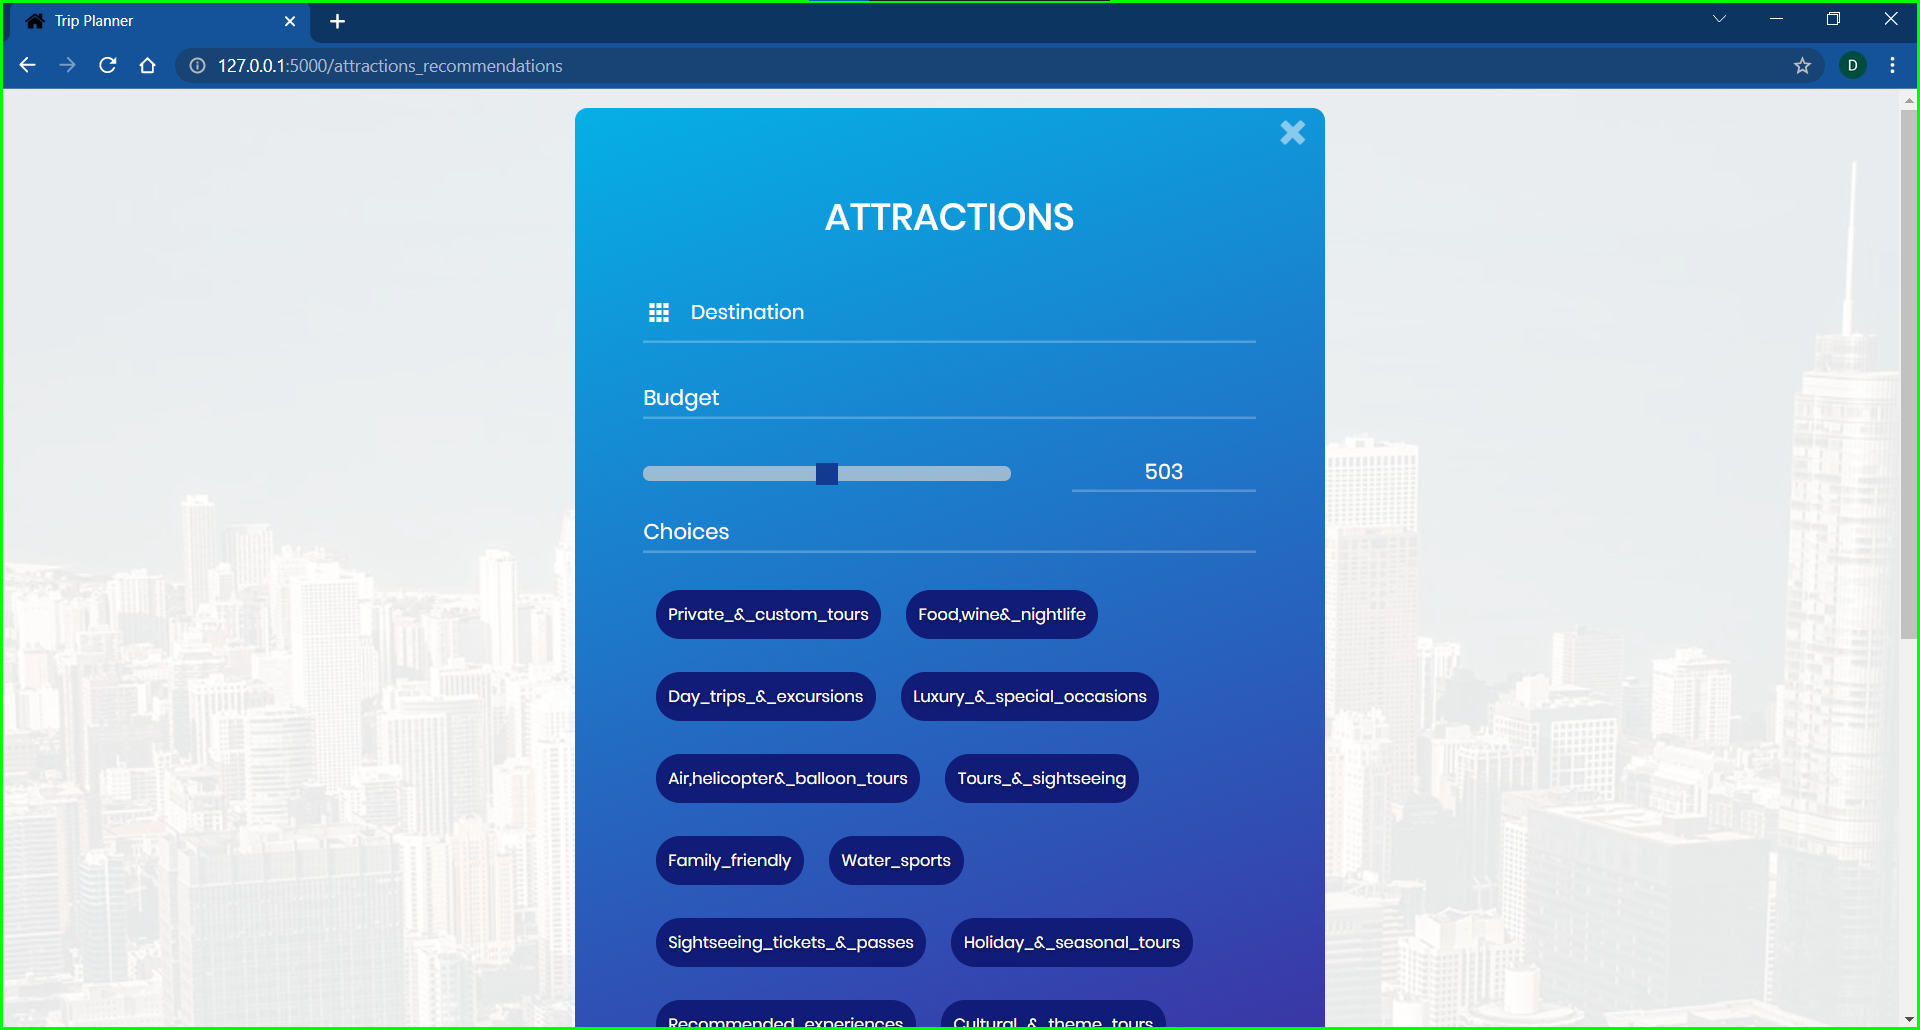 Trip Planner
127.0.0.1:5000/attractions_recommendations
D
ATTRACTIONS
Destination
Budget
503
Choices
Private_&_custom_tours Food,wine&_nightlife
Day_trips_&_excursions Luxury_&_special_occasions
Air,helicopter&_balloon_tours Tours_&_sightseeing
Family_friendly Water_sports
Sightseeing_tickets_&_passes Holiday_&_seasonal_tours
Recommended_experiences Cultural_&_theme_tours